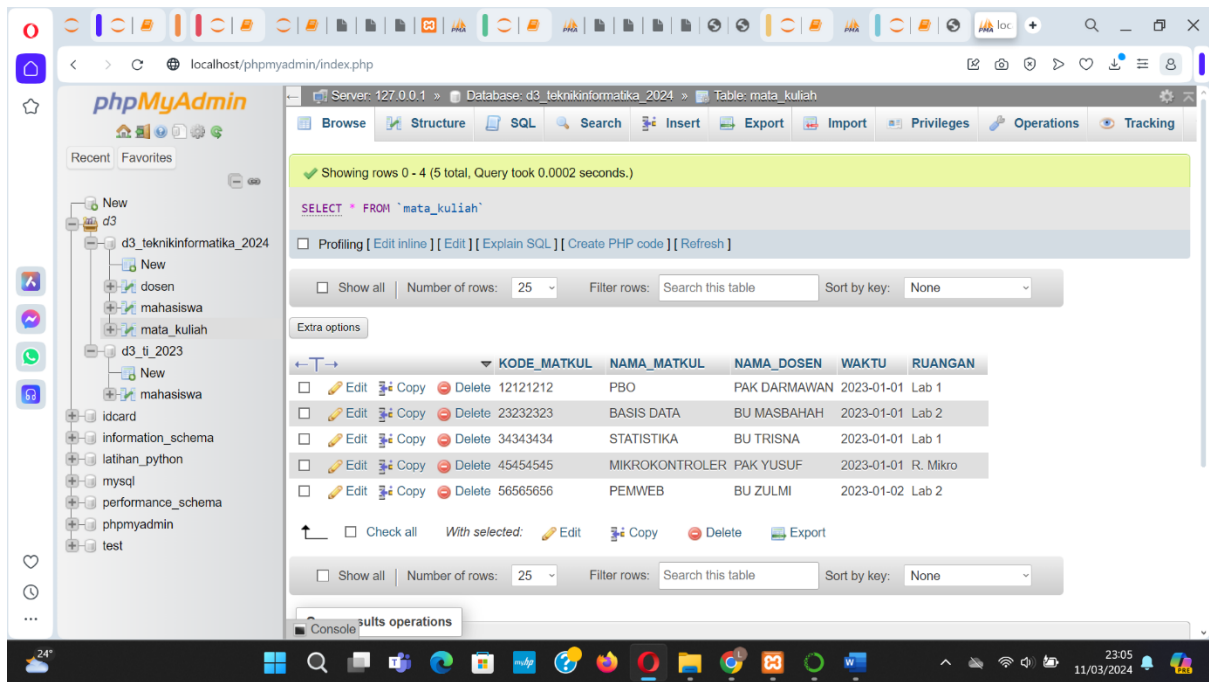 PMA loc
localhost/phpmyadmin/index.php
phpMyAdmin
Recent Favorites
New
d3
d3_teknikinformatika_2024
New
dosen
mahasiswa
mata_kuliah
d3_ti_2023
New
mahasiswa
idcard
information_schema
latihan_python
mysql
performance_schema
phpmyadmin
test
Server: 127.0.0.1 » Database: d3_teknikinformatika_2024 » Table: mata_kuliah
Browse Structure SQL Search Insert Export Import Privileges Operations Tracking
Showing rows 0 - 4 (5 total, Query took 0.0002 seconds.)
SELECT * FROM `mata_kuliah`
Profiling [ Edit inline ] [ Edit ] [ Explain SQL ] [ Create PHP code ] [ Refresh ]
Show all | Number of rows: 25 Filter rows: Search this table Sort by key: None
Extra options
←T→ KODE_MATKUL NAMA_MATKUL NAMA_DOSEN WAKTU RUANGAN
Edit Copy Delete 12121212 PBO PAK DARMAWAN 2023-01-01 Lab 1
Edit Copy Delete 23232323 BASIS DATA BU MASBAHAH 2023-01-01 Lab 2
Edit Copy Delete 34343434 STATISTIKA BU TRISNA 2023-01-01 Lab 1
Edit Copy Delete 45454545 MIKROKONTROLER PAK YUSUF 2023-01-01 R. Mikro
Edit Copy Delete 56565656 PEMWEB BU ZULMI 2023-01-02 Lab 2
Check all With selected: Edit Copy Delete Export
Show all | Number of rows: 25 Filter rows: Search this table Sort by key: None
sults operations
Console
24°
23:05
11/03/2024
PRE